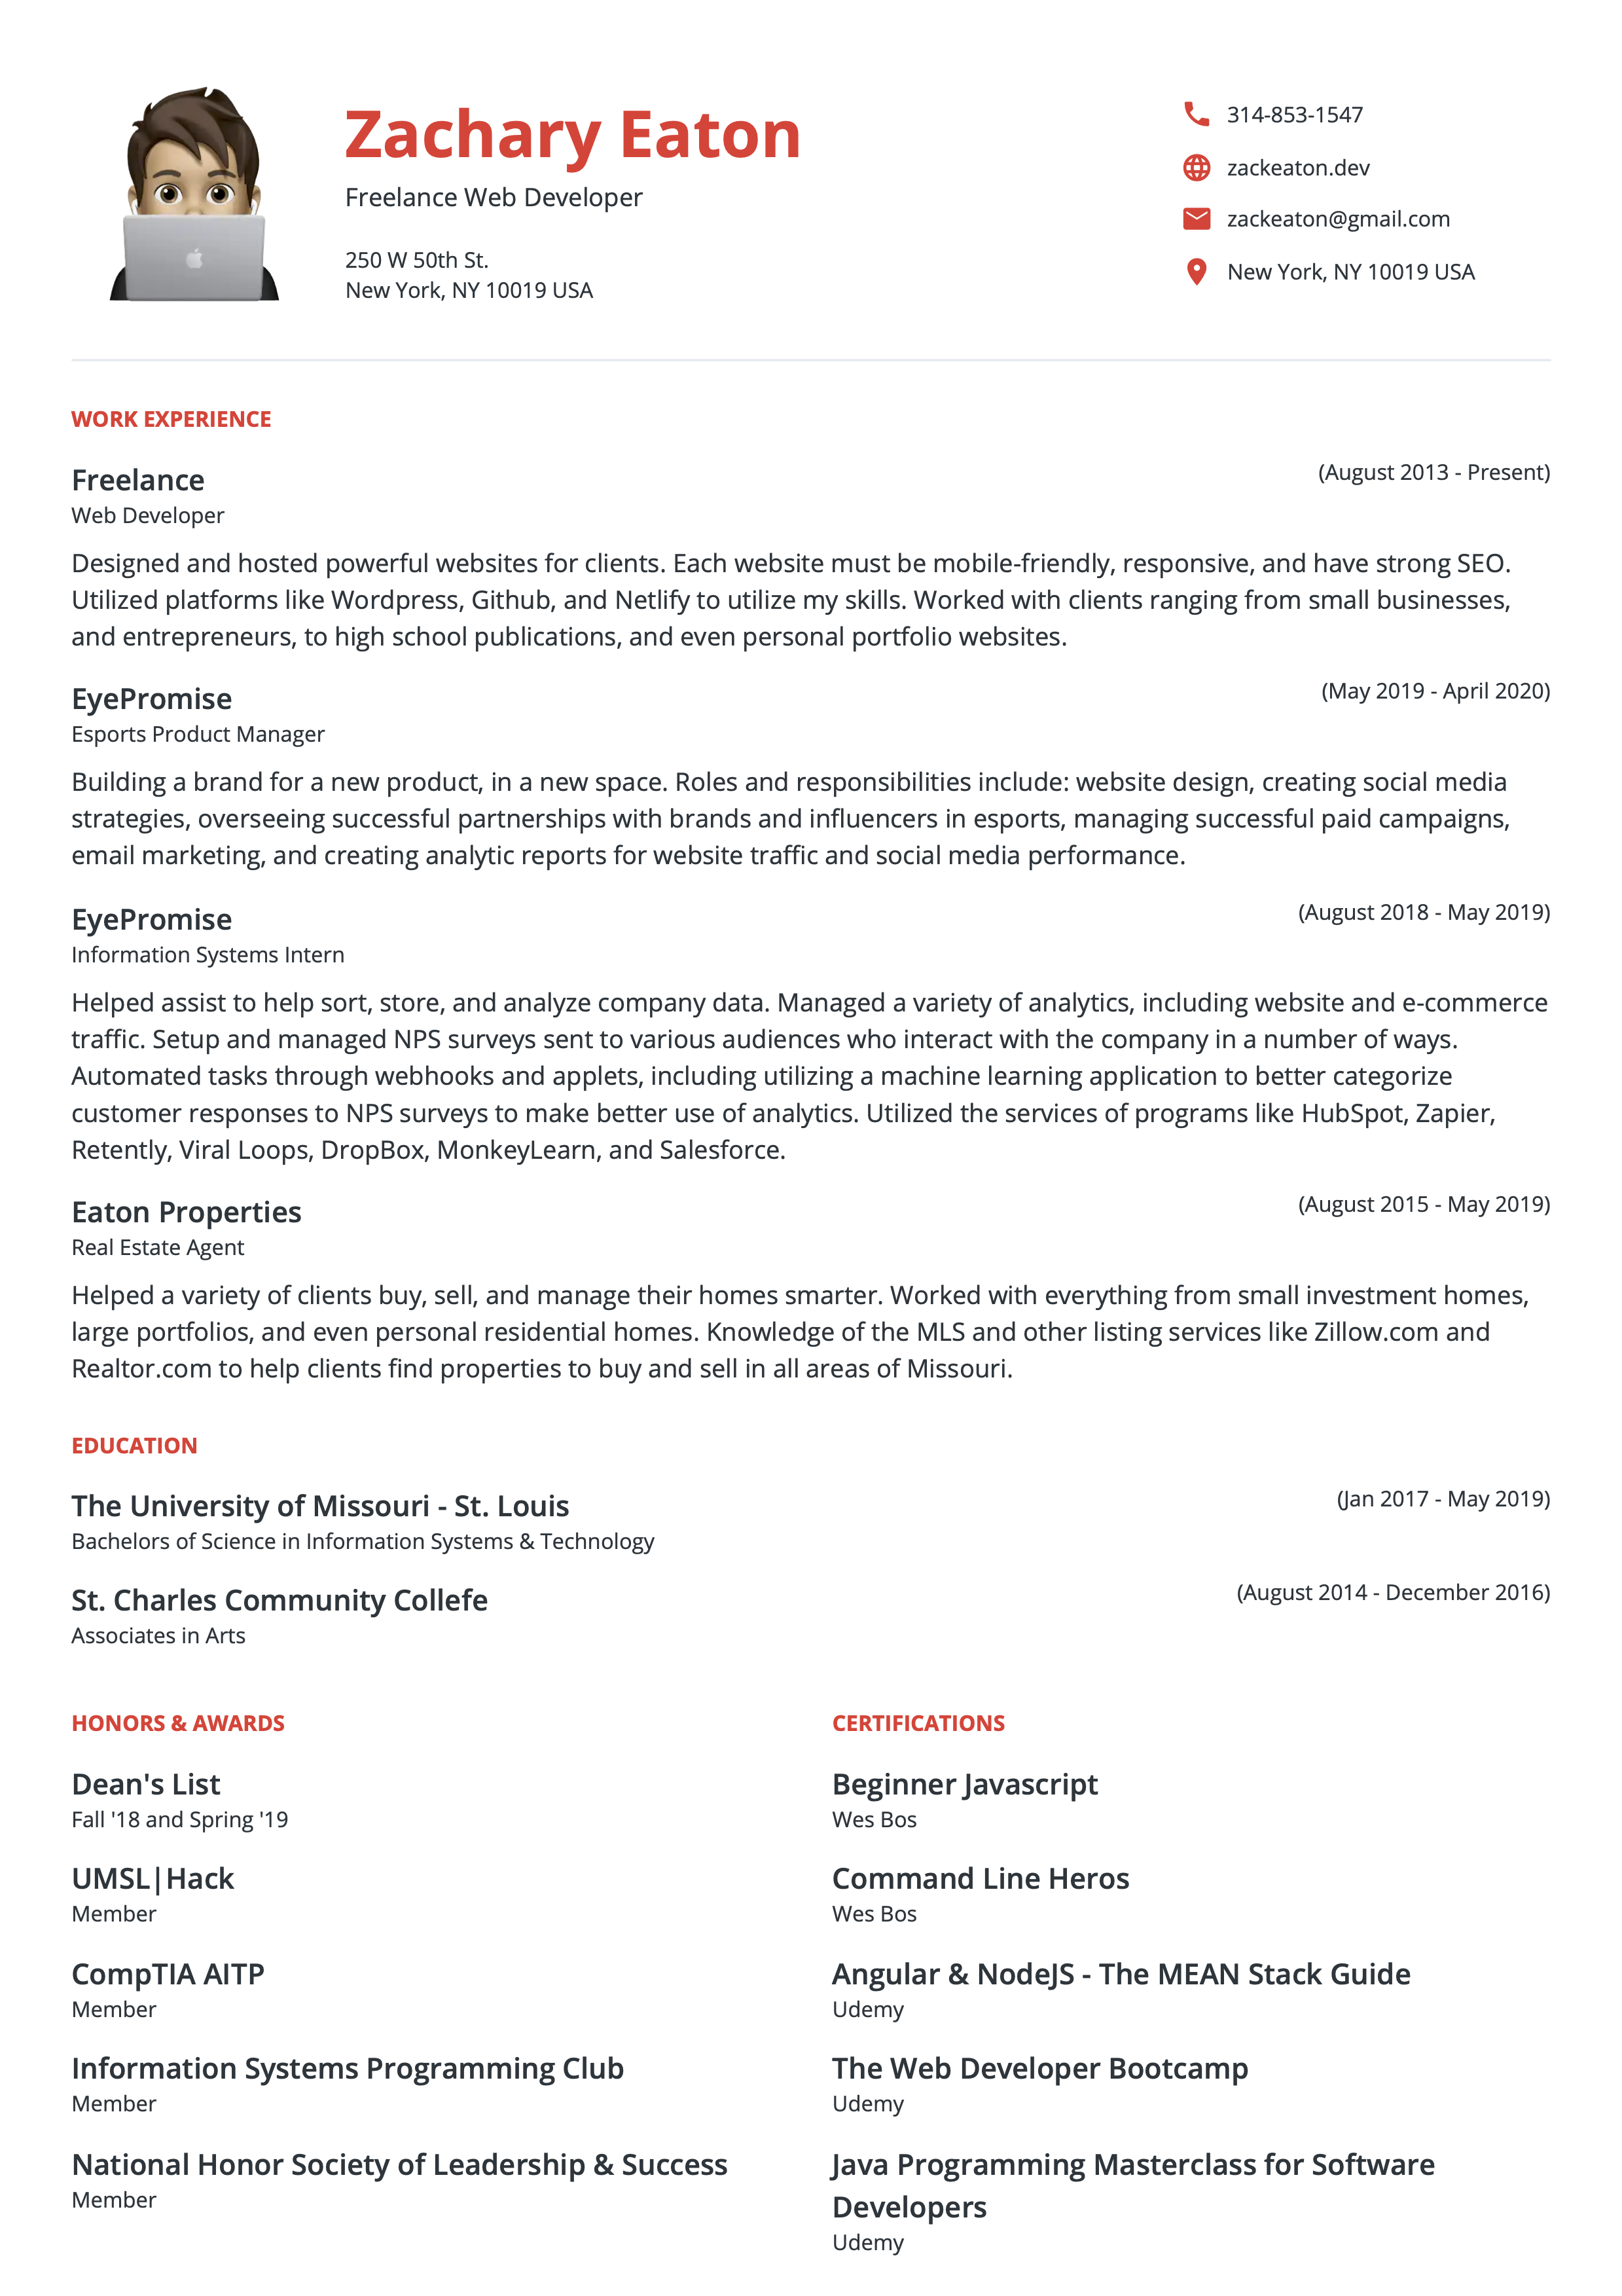 Zachary Eaton
Freelance Web Developer
250 W 50th St.
New York, NY 10019 USA
314-853-1547
zackeaton.dev
zackeaton@gmail.com
New York, NY 10019 USA
WORK EXPERIENCE
Freelance
(August 2013 - Present)
Web Developer
Designed and hosted powerful websites for clients. Each website must be mobile-friendly, responsive, and have strong SEO.
Utilized platforms like Wordpress, Github, and Netlify to utilize my skills. Worked with clients ranging from small businesses,
and entrepreneurs, to high school publications, and even personal portfolio websites.
EyePromise
(May 2019 - April 2020)
Esports Product Manager
Building a brand for a new product, in a new space. Roles and responsibilities include: website design, creating social media
strategies, overseeing successful partnerships with brands and influencers in esports, managing successful paid campaigns,
email marketing, and creating analytic reports for website traffic and social media performance.
EyePromise
(August 2018 - May 2019)
Information Systems Intern
Helped assist to help sort, store, and analyze company data. Managed a variety of analytics, including website and e-commerce
traffic. Setup and managed NPS surveys sent to various audiences who interact with the company in a number of ways.
Automated tasks through webhooks and applets, including utilizing a machine learning application to better categorize
customer responses to NPS surveys to make better use of analytics. Utilized the services of programs like HubSpot, Zapier,
Retently, Viral Loops, DropBox, MonkeyLearn, and Salesforce.
Eaton Properties
(August 2015 - May 2019)
Real Estate Agent
Helped a variety of clients buy, sell, and manage their homes smarter. Worked with everything from small investment homes,
large portfolios, and even personal residential homes. Knowledge of the MLS and other listing services like Zillow.com and
Realtor.com to help clients find properties to buy and sell in all areas of Missouri.
EDUCATION
The University of Missouri - St. Louis
(Jan 2017 - May 2019)
Bachelors of Science in Information Systems & Technology
St. Charles Community Collefe
(August 2014 - December 2016)
Associates in Arts
HONORS & AWARDS
Dean's List
Fall '18 and Spring '19
UMSL|Hack
Member
CompTIA AITP
Member
Information Systems Programming Club
Member
National Honor Society of Leadership & Success
Member
CERTIFICATIONS
Beginner Javascript
Wes Bos
Command Line Heros
Wes Bos
Angular & NodeJS - The MEAN Stack Guide
Udemy
The Web Developer Bootcamp
Udemy
Java Programming Masterclass for Software
Developers
Udemy